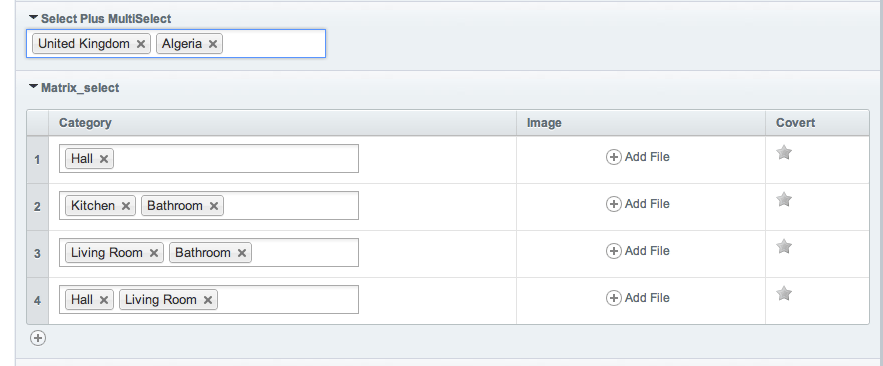 Select Plus MultiSelect
United Kingdom × Algeria ×
Matrix_select
Category Image Covert
1 Hall × Add File
2 Kitchen × Bathroom × Add File
3 Living Room × Bathroom × Add File
4 Hall × Living Room × Add File